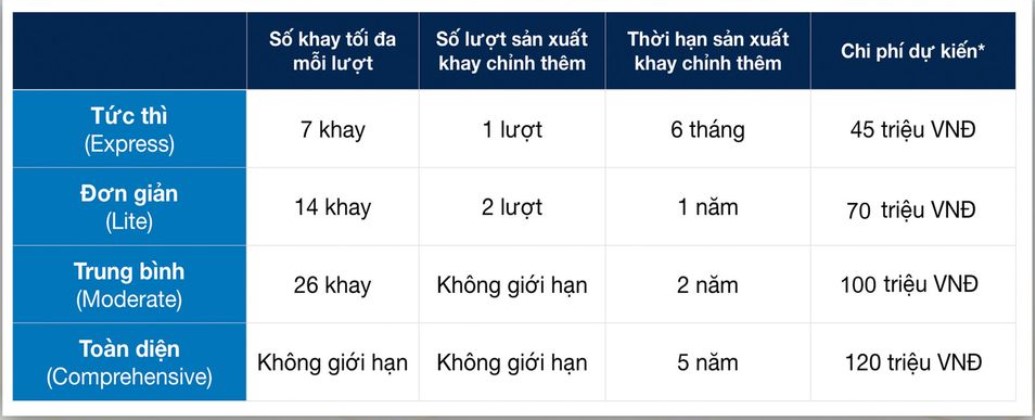 Số khay tối đa
mỗi lượt
Số lượt sản xuất
khay chỉnh thêm
Thời hạn sản xuất
khay chỉnh thêm
Chi phí dự kiến*
Tức thì
(Express)
7 khay
1 lượt
6 tháng
45 triệu VNĐ
Đơn giản
(Lite)
14 khay
2 lượt
1 năm
70 triệu VNĐ
Trung bình
(Moderate)
26 khay
Không giới hạn
2 năm
100 triệu VNĐ
Toàn diện
(Comprehensive)
Không giới hạn
Không giới hạn
5 năm
120 triệu VNĐ